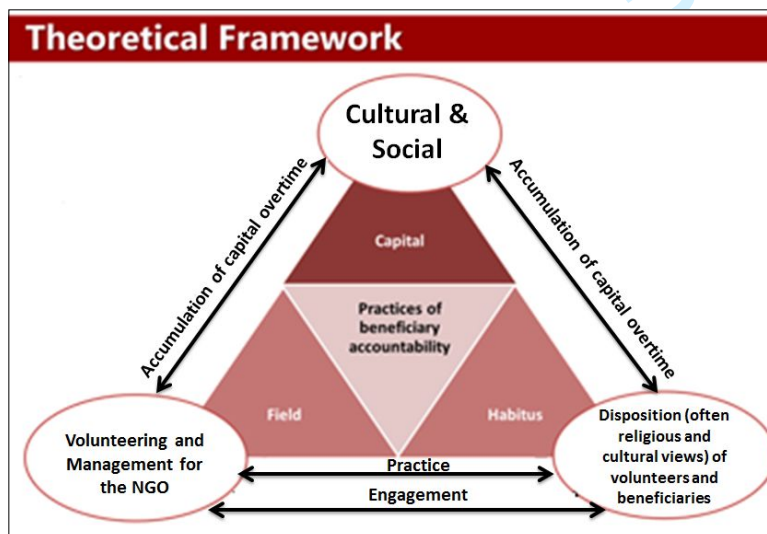 Theoretical Framework
Cultural &
Social
Accumulation of capital overtime
Accumulation of capital overtime
Capital
Practices of
beneficiary
accountability
Field
Habitus
Volunteering and
Management for
the NGO
Disposition (often
religious and
cultural views) of
volunteers and
beneficiaries
Practice
Engagement